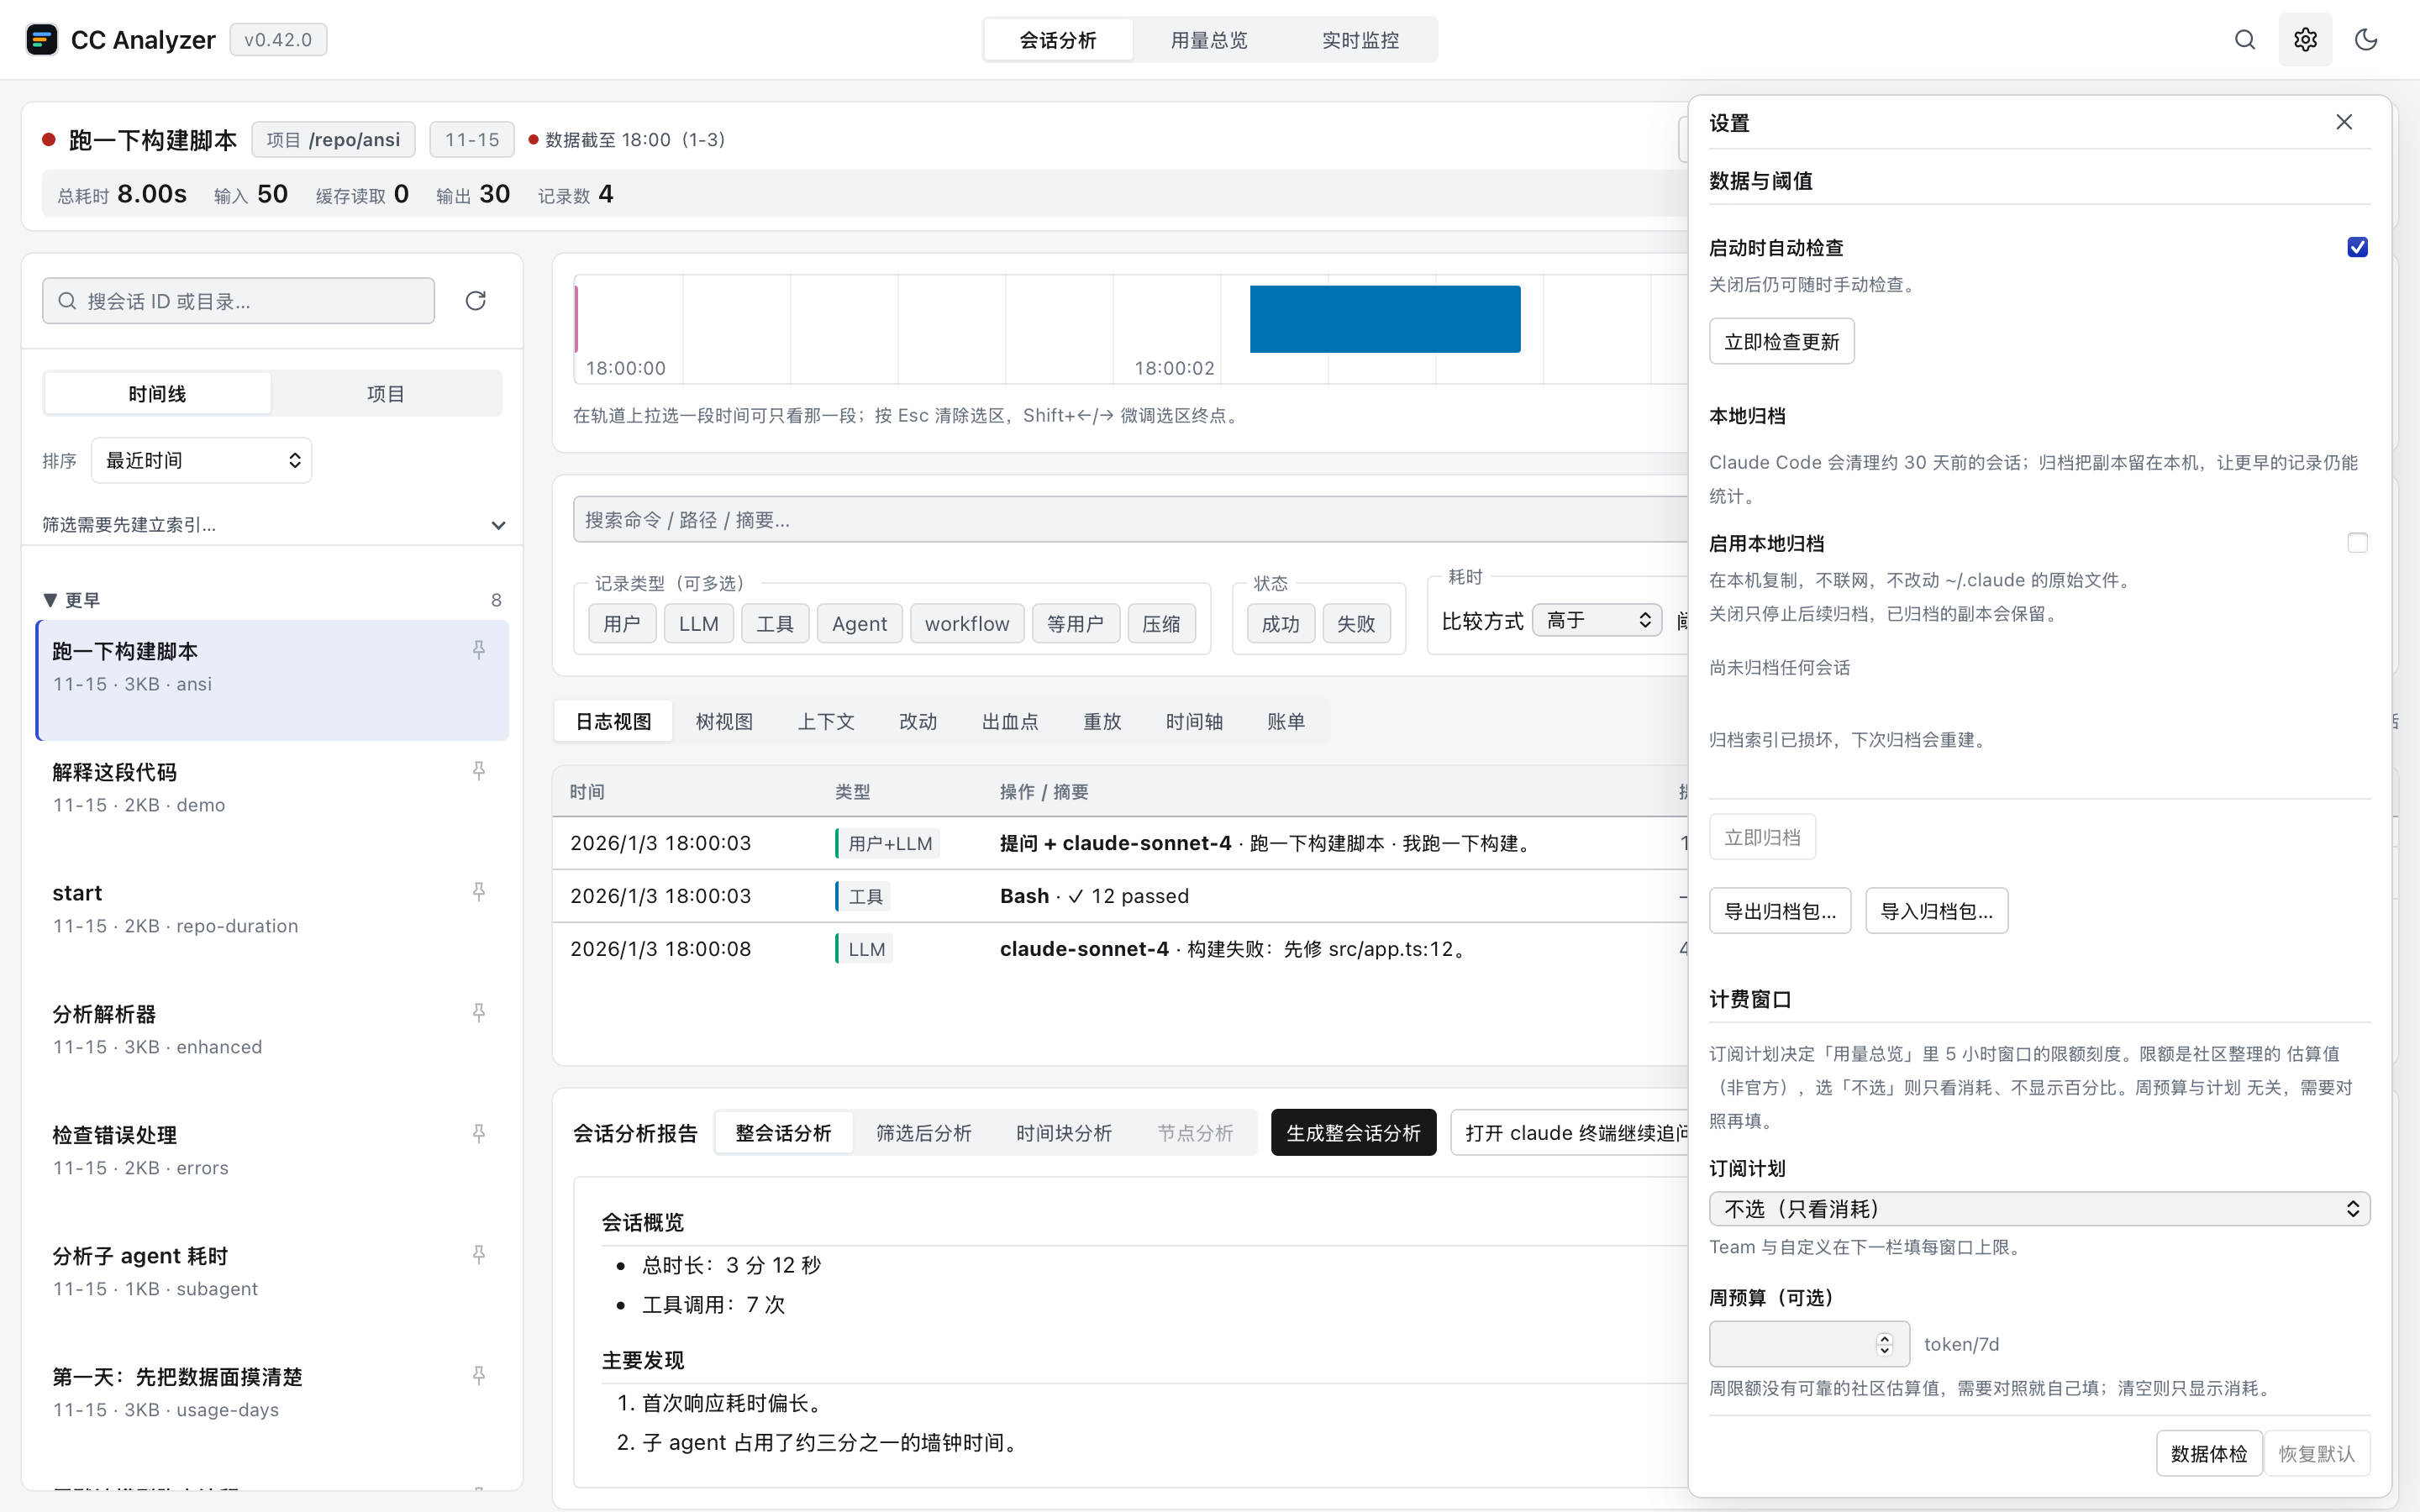 CC Analyzer v0.42.0
会话分析 用量总览 实时监控
跑一下构建脚本 项目 /repo/ansi 11-15 数据截至 18:00 (1-3)
总耗时 8.00s 输入 50 缓存读取 0 输出 30 记录数 4
搜会话 ID 或目录...
时间线 项目
排序 最近时间
筛选需要先建立索引...
▼ 更早 8
跑一下构建脚本
11-15 · 3KB · ansi
解释这段代码
11-15 · 2KB · demo
start
11-15 · 2KB · repo-duration
分析解析器
11-15 · 3KB · enhanced
检查错误处理
11-15 · 2KB · errors
分析子 agent 耗时
11-15 · 1KB · subagent
第一天：先把数据面摸清楚
11-15 · 3KB · usage-days
18:00:00 18:00:02
在轨道上拉选一段时间可只看那一段；按 Esc 清除选区，Shift+←/→ 微调选区终点。
搜索命令 / 路径 / 摘要...
记录类型（可多选） 状态 耗时
用户 LLM 工具 Agent workflow 等用户 压缩 成功 失败 比较方式 高于
日志视图 树视图 上下文 改动 出血点 重放 时间轴 账单
时间 类型 操作 / 摘要
2026/1/3 18:00:03 用户+LLM 提问 + claude-sonnet-4 · 跑一下构建脚本 · 我跑一下构建。
2026/1/3 18:00:03 工具 Bash · ✓ 12 passed
2026/1/3 18:00:08 LLM claude-sonnet-4 · 构建失败：先修 src/app.ts:12。
会话分析报告 整会话分析 筛选后分析 时间块分析 节点分析 生成整会话分析 打开 claude 终端继续追问
会话概览
• 总时长：3 分 12 秒
• 工具调用：7 次
主要发现
1. 首次响应耗时偏长。
2. 子 agent 占用了约三分之一的墙钟时间。
设置
数据与阈值
启动时自动检查
关闭后仍可随时手动检查。
立即检查更新
本地归档
Claude Code 会清理约 30 天前的会话；归档把副本留在本机，让更早的记录仍能
统计。
启用本地归档
在本机复制，不联网，不改动 ~/.claude 的原始文件。
关闭只停止后续归档，已归档的副本会保留。
尚未归档任何会话
归档索引已损坏，下次归档会重建。
立即归档
导出归档包... 导入归档包...
计费窗口
订阅计划决定「用量总览」里 5 小时窗口的限额刻度。限额是社区整理的 估算值
（非官方），选「不选」则只看消耗、不显示百分比。周预算与计划 无关，需要对
照再填。
订阅计划
不选（只看消耗）
Team 与自定义在下一栏填每窗口上限。
周预算（可选）
token/7d
周限额没有可靠的社区估算值，需要对照就自己填；清空则只显示消耗。
数据体检 恢复默认